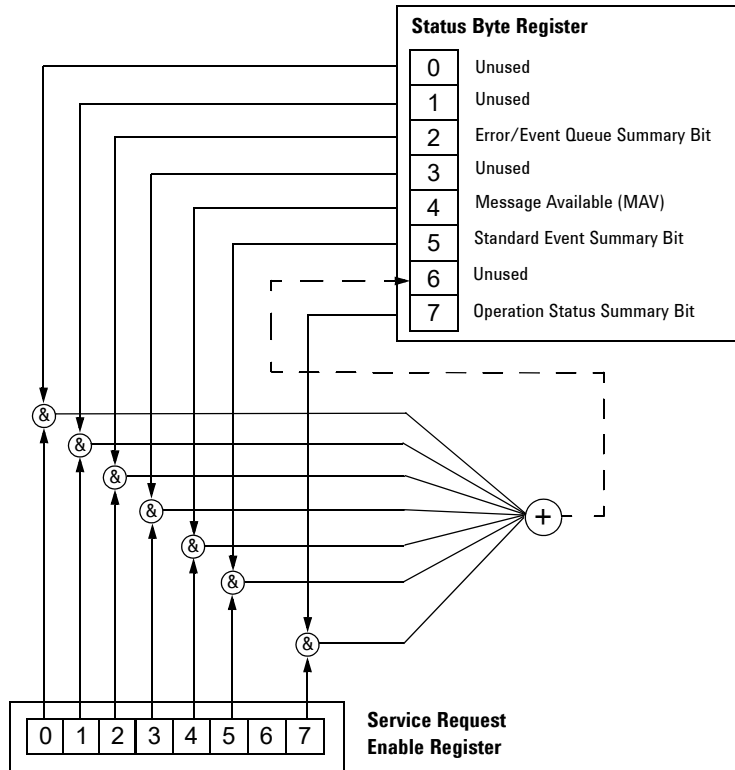 Status Byte Register
0 Unused
1 Unused
2 Error/Event Queue Summary Bit
3 Unused
4 Message Available (MAV)
5 Standard Event Summary Bit
6 Unused
7 Operation Status Summary Bit
&
&
&
&
&
&
&
+
0 1 2 3 4 5 6 7
Service Request
Enable Register